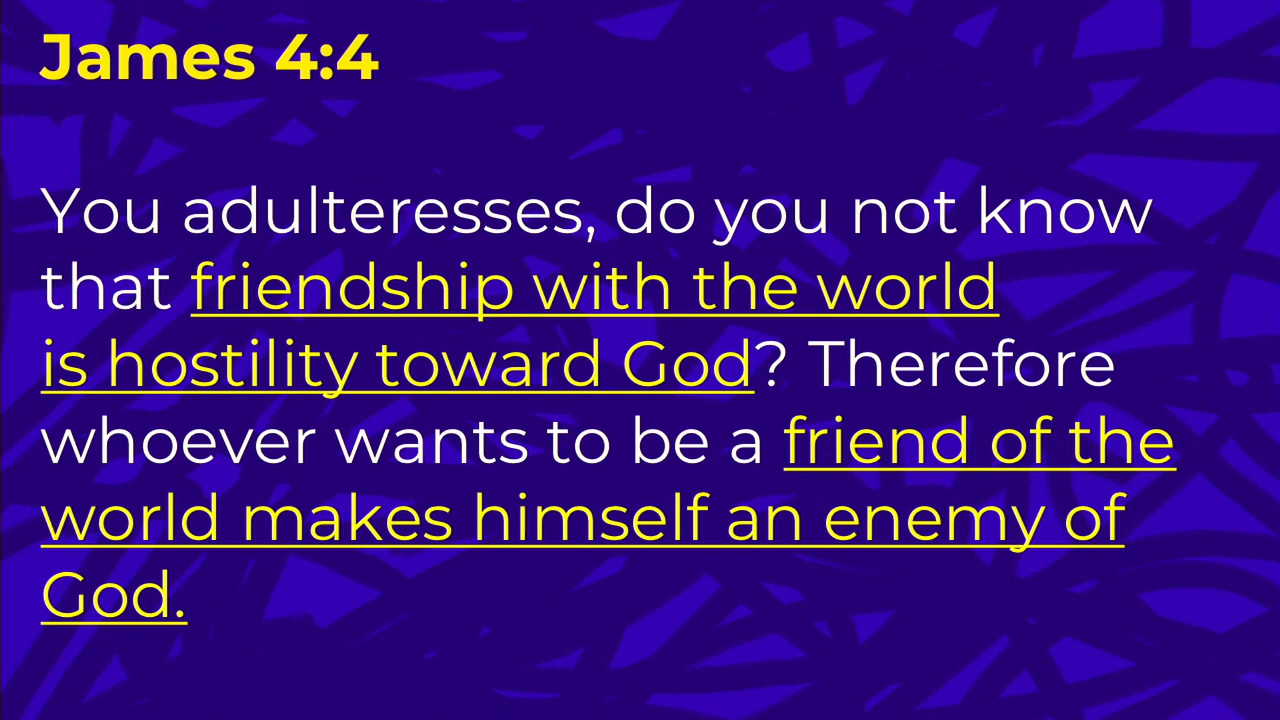 James 4:4
You adulteresses, do you not know
that friendship with the world
is hostility toward God? Therefore
whoever wants to be a friend of the
world makes himself an enemy of
God.